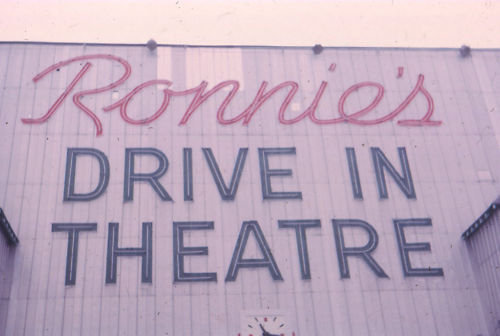 Ronnie's
DRIVE IN
THEATRE